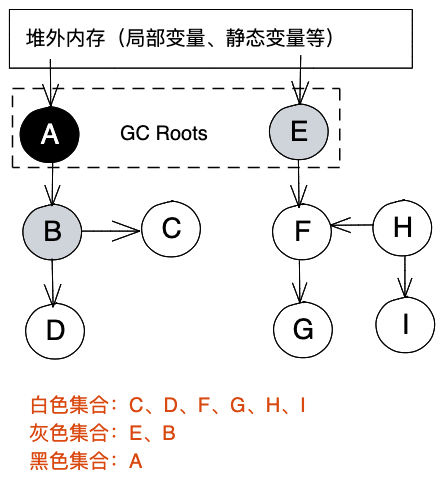 堆外内存（局部变量、静态变量等）
A
GC Roots
E
B
C
F
H
D
G
I
白色集合：C、D、F、G、H、I
灰色集合：E、B
黑色集合：A